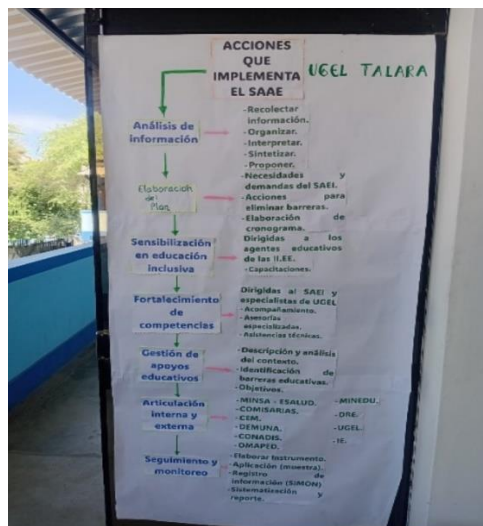 ACCIONES
QUE
IMPLEMENTA
EL SAAE
UGEL TALARA
Análisis de
información
-Recolectar
información.
-Organizar.
-Interpretar.
-Sintetizar.
-Proponer.
Elaboración
del
Plan
-Necesidades y
demandas del SAEI.
-Acciones para
eliminar barreras.
-Elaboración de
cronograma.
Sensibilización
en educación
inclusiva
Dirigidas a los
agentes educativos
de las II.EE.
-Capacitaciones.
Fortalecimiento
de
competencias
Dirigidas al SAEI y
especialistas de UGEL
-Acompañamiento.
-Asesorías
especializadas.
-Asistencias técnicas.
Gestión de
apoyos
educativos
-Descripción y análisis
del contexto.
-Identificación de
barreras educativas.
-Objetivos.
Articulación
interna y
externa
-MINSA - ESALUD.
-COMISARIAS.
-CEM.
-DEMUNA.
-CONADIS.
-OMAPED.
-MINEDU.
-DRE.
-UGEL.
-IE.
Seguimiento y
monitoreo
-Elaborar Instrumento.
-Aplicación (muestra).
-Registro de
información (SIMON)
-Sistematización y
reporte.